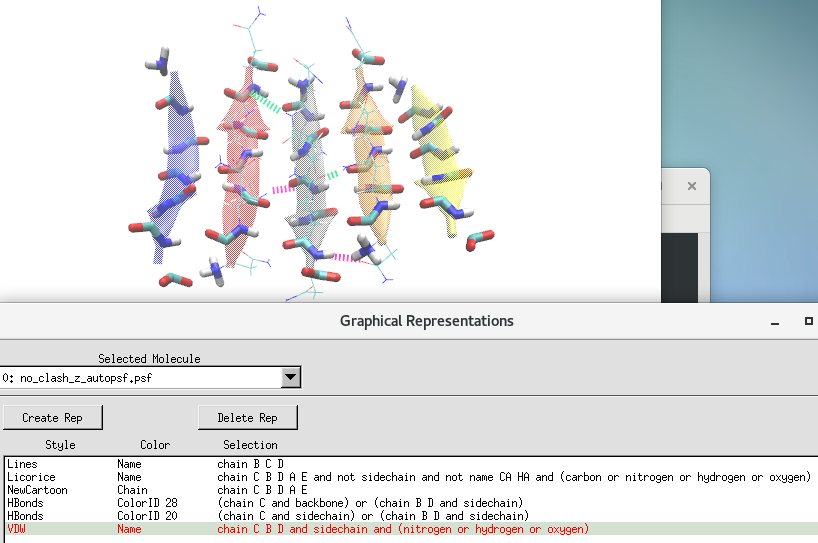 Graphical Representations
Selected Molecule
0: no_clash_z_autopsf.psf
Create Rep Delete Rep
Style Color Selection
Lines Name chain B C D
Licorice Name chain C B D A E and not sidechain and not name CA HA and (carbon or nitrogen or hydrogen or oxygen)
NewCartoon Chain chain C B D A E
HBonds ColorID 28 (chain C and backbone) or (chain B D and sidechain)
HBonds ColorID 20 (chain C and sidechain) or (chain B D and sidechain)
VDW Name chain C B D and sidechain and (nitrogen or hydrogen or oxygen)